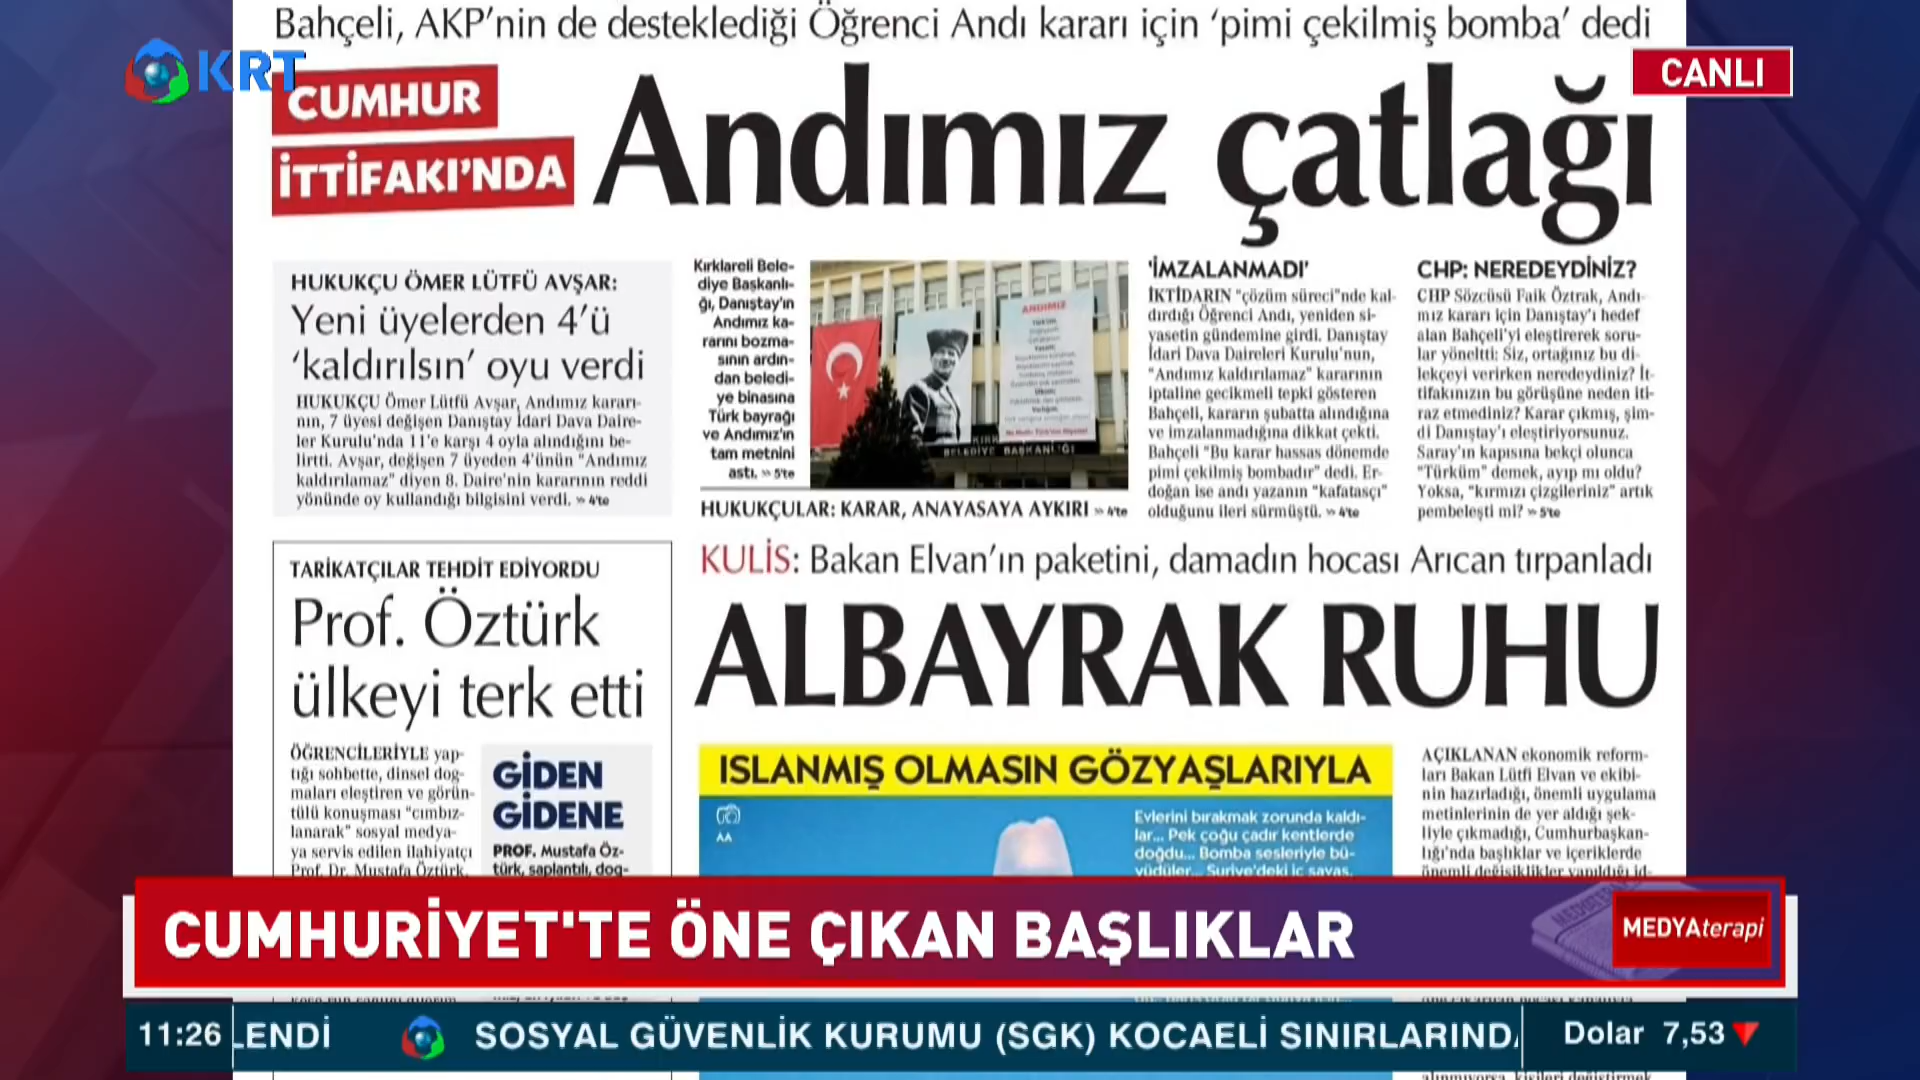 Bahçeli, AKP’nin de desteklediği Öğrenci Andı kararı için ‘pimi çekilmiş bomba’ dedi
KRT
CANLI
CUMHUR
İTTİFAKI’NDA
Andımız çatlağı
HUKUKÇU ÖMER LÜTFÜ AVŞAR:
Yeni üyelerden 4’ü
‘kaldırılsın’ oyu verdi
HUKUKÇU Ömer Lütfü Avşar, Andımız kararı-
nın, 7 üyesi değişen Danıştay İdari Dava Daire-
ler Kurulu’nda 11’e karşı 4 oyla alındığını be-
lirtti. Avşar, değişen 7 üyeden 4’ünün “Andımız
kaldırılamaz” diyen 8. Daire’nin kararının reddi
yönünde oy kullandığı bilgisini verdi. » 4’te
Kırklareli Bele-
diye Başkanlı-
ğı, Danıştay’ın
Andımız ka-
rarını bozma-
sının ardın-
dan beledi-
ye binasına
Türk bayrağı
ve Andımız’ın
tam metnini
astı. » 5’te
ANDIMIZ
BELEDİYE BAŞKANLIĞI
HUKUKÇULAR: KARAR, ANAYASAYA AYKIRI » 4’te
‘İMZALANMADI’
İKTİDARIN “çözüm süreci”nde kal-
dırdığı Öğrenci Andı, yeniden si-
yasetin gündemine girdi. Danıştay
İdari Dava Daireleri Kurulu’nun,
“Andımız kaldırılamaz” kararının
iptaline gecikmeli tepki gösteren
Bahçeli, kararın şubatta alındığına
ve imzalanmadığına dikkat çekti.
Bahçeli “Bu karar hassas dönemde
pimi çekilmiş bombadır” dedi. Er-
doğan ise andı yazanın “kafatasçı”
olduğunu ileri sürmüştü. » 4’te
CHP: NEREDEYDİNİZ?
CHP Sözcüsü Faik Öztrak, Andı-
mız kararı için Danıştay’ı hedef
alan Bahçeli’yi eleştirerek soru-
lar yöneltti: Siz, ortağınız bu di-
lekçeyi verirken neredeydiniz? İt-
tifakınızın bu görüşüne neden iti-
raz etmediniz? Karar çıkmış, şim-
di Danıştay’ı eleştiriyorsunuz.
Saray’ın kapısına bekçi olunca
“Türküm” demek, ayıp mı oldu?
Yoksa, “kırmızı çizgileriniz” artık
pembeleşti mi? » 5’te
TARİKATÇILAR TEHDİT EDİYORDU
Prof. Öztürk
ülkeyi terk etti
ÖĞRENCİLERİYLE yap-
tığı sohbette, dinsel dog-
maları eleştiren ve görün-
tülü konuşması “cımbız-
lanarak” sosyal medya-
ya servis edilen ilahiyatçı
Prof. Dr. Mustafa Öztürk,
GİDEN
GİDENE
PROF. Mustafa Öz-
türk, saplantılı, dog-
KULİS: Bakan Elvan’ın paketini, damadın hocası Arıcan tırpanladı
ALBAYRAK RUHU
ISLANMIŞ OLMASIN GÖZYAŞLARIYLA
AA
Evlerini bırakmak zorunda kaldı-
lar... Pek çoğu çadır kentlerde
doğdu... Bomba sesleriyle bü-
yüdüler... Suriye’deki iç savaş,
AÇIKLANAN ekonomik reform-
ları Bakan Lütfi Elvan ve ekibi-
nin hazırladığı, önemli uygulama
metinlerinin de yer aldığı şek-
liyle çıkmadığı, Cumhurbaşkan-
lığı’nda başlıklar ve içeriklerde
önemli değişiklikler yapıldığı id-
CUMHURİYET'TE ÖNE ÇIKAN BAŞLIKLAR
MEDYAterapi
11:26
LENDİ
SOSYAL GÜVENLİK KURUMU (SGK) KOCAELİ SINIRLARIND
Dolar 7,53